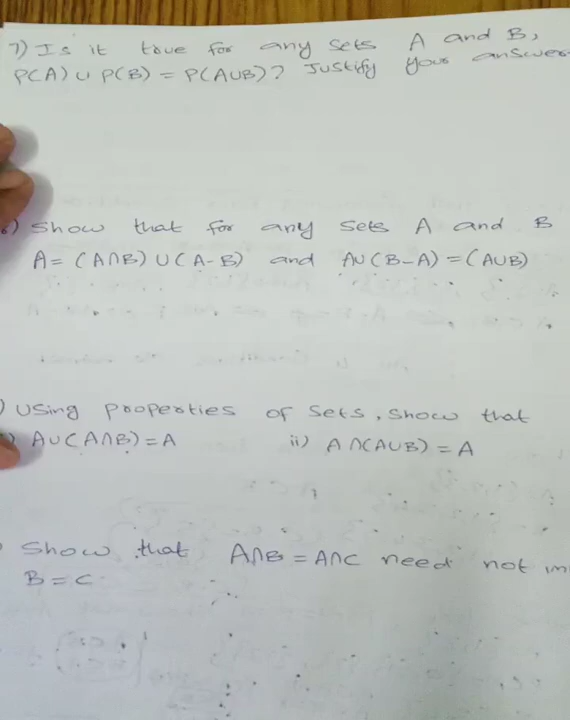 7) Is it true for any sets A and B,
P(A) ∪ P(B) = P(A∪B)? Justify your answer
8) Show that for any sets A and B
A = (A∩B) ∪ (A-B) and A∪(B-A) = (A∪B)
) Using properties of sets, show that
) A∪(A∩B) = A ii) A∩(A∪B) = A
Show that A∩B = A∩C need not im
B = C